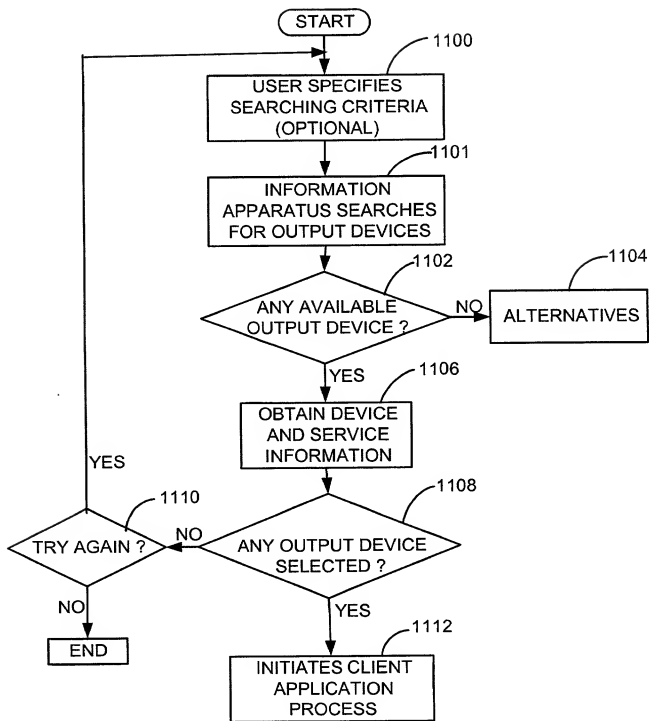 START
1100
USER SPECIFIES
SEARCHING CRITERIA
(OPTIONAL)
1101
INFORMATION
APPARATUS SEARCHES
FOR OUTPUT DEVICES
1102
ANY AVAILABLE
OUTPUT DEVICE ?
NO
1104
ALTERNATIVES
YES
1106
OBTAIN DEVICE
AND SERVICE
INFORMATION
1108
ANY OUTPUT DEVICE
SELECTED ?
NO
1110
TRY AGAIN ?
YES
NO
END
YES
1112
INITIATES CLIENT
APPLICATION
PROCESS